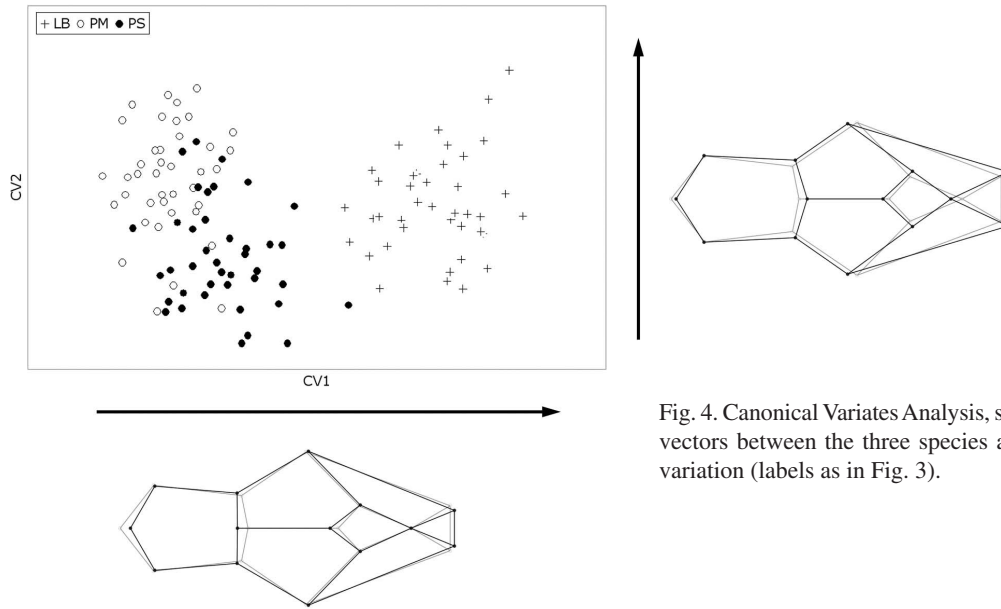 + LB ○ PM ● PS
CV2
CV1
Fig. 4. Canonical Variates Analysis,
vectors between the three species
variation (labels as in Fig. 3).